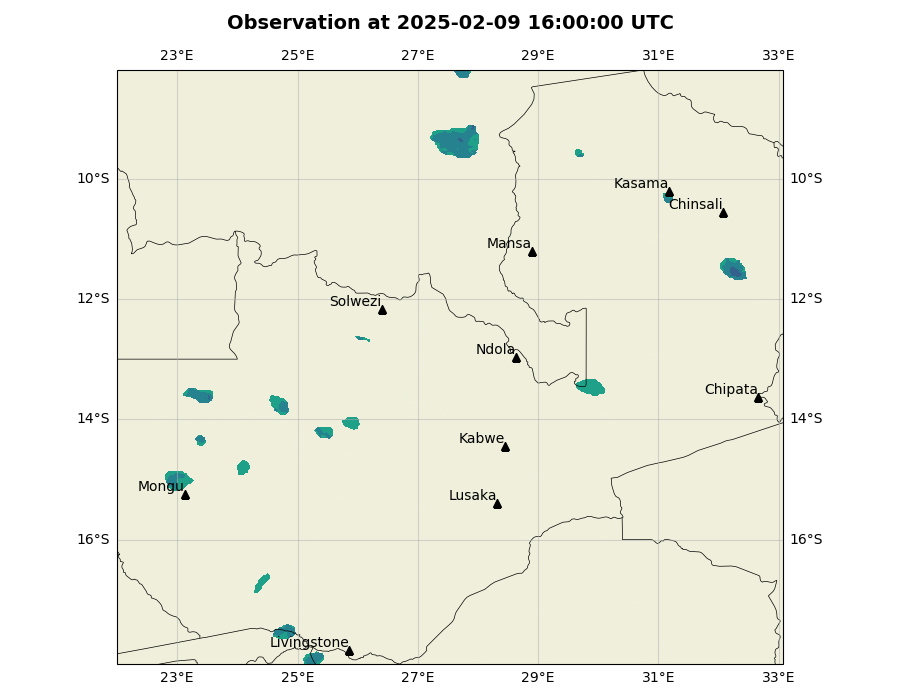 Observation at 2025-02-09 16:00:00 UTC
23°E 25°E 27°E 29°E 31°E 33°E
10°S 10°S
Kasama
Chinsali
Mansa
12°S 12°S
Solwezi
Ndola
Chipata
14°S 14°S
Kabwe
Mongu
Lusaka
16°S 16°S
Livingstone
23°E 25°E 27°E 29°E 31°E 33°E